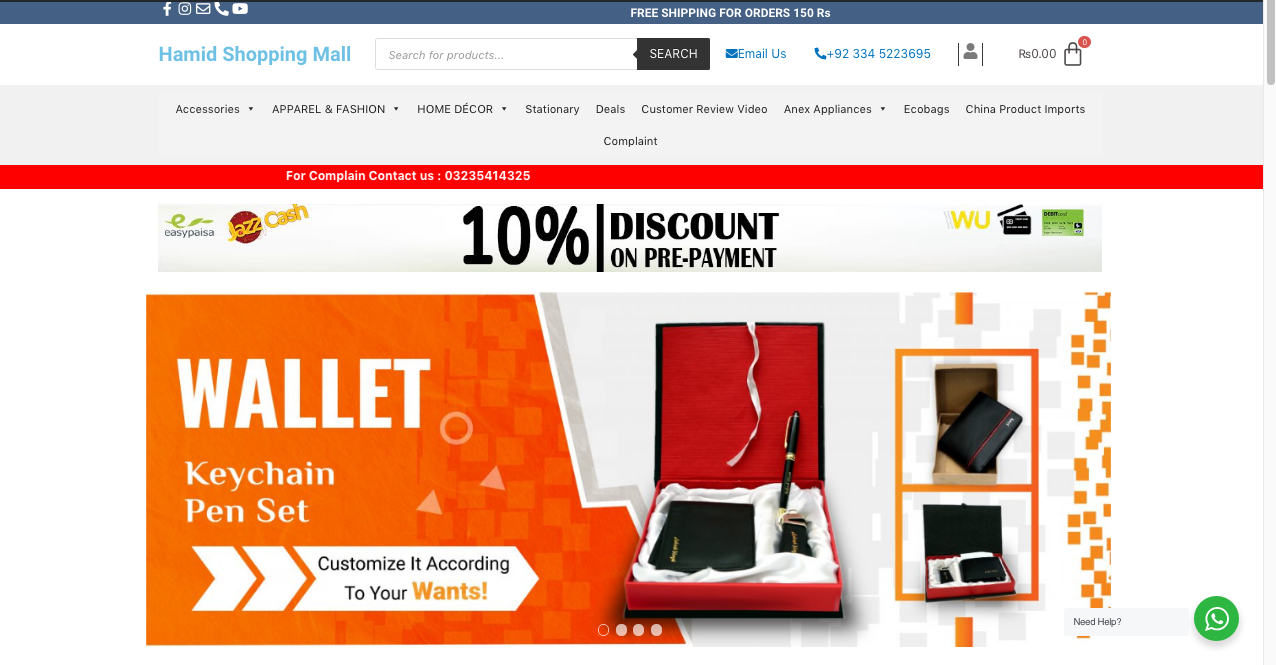 FREE SHIPPING FOR ORDERS 150 Rs
Hamid Shopping Mall
Search for products...
SEARCH
Email Us
+92 334 5223695
₨0.00
0
Accessories
APPAREL & FASHION
HOME DÉCOR
Stationary
Deals
Customer Review Video
Anex Appliances
Ecobags
China Product Imports
Complaint
For Complain Contact us : 03235414325
easypaisa
Jazz Cash
10%
DISCOUNT
ON PRE-PAYMENT
WU
DEBIT
WALLET
Keychain
Pen Set
Customize It According
To Your Wants!
Need Help?